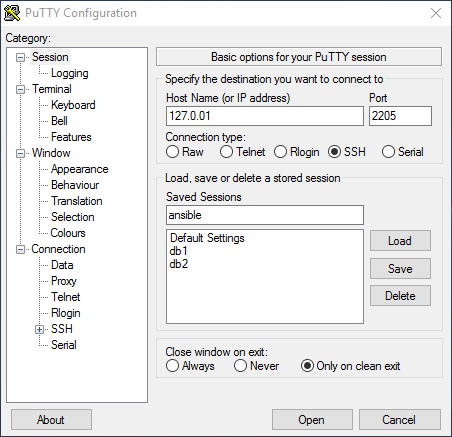 PuTTY Configuration
Category:
Session
Logging
Terminal
Keyboard
Bell
Features
Window
Appearance
Behaviour
Translation
Selection
Colours
Connection
Data
Proxy
Telnet
Rlogin
SSH
Serial
Basic options for your PuTTY session
Specify the destination you want to connect to
Host Name (or IP address) Port
127.0.01 2205
Connection type:
Raw Telnet Rlogin SSH Serial
Load, save or delete a stored session
Saved Sessions
ansible
Default Settings
db1
db2
Load
Save
Delete
Close window on exit:
Always Never Only on clean exit
About Open Cancel